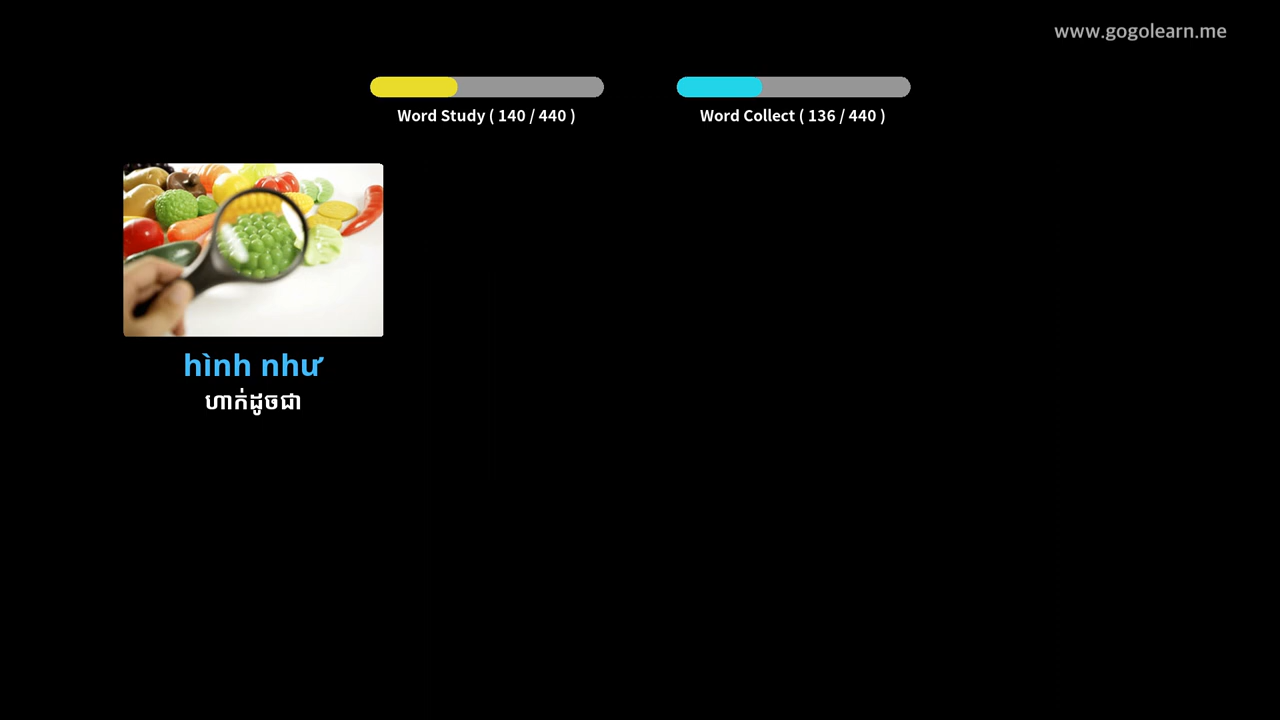 www.gogolearn.me
Word Study ( 140 / 440 )
Word Collect ( 136 / 440 )
hình như
ហាក់ដូចជា